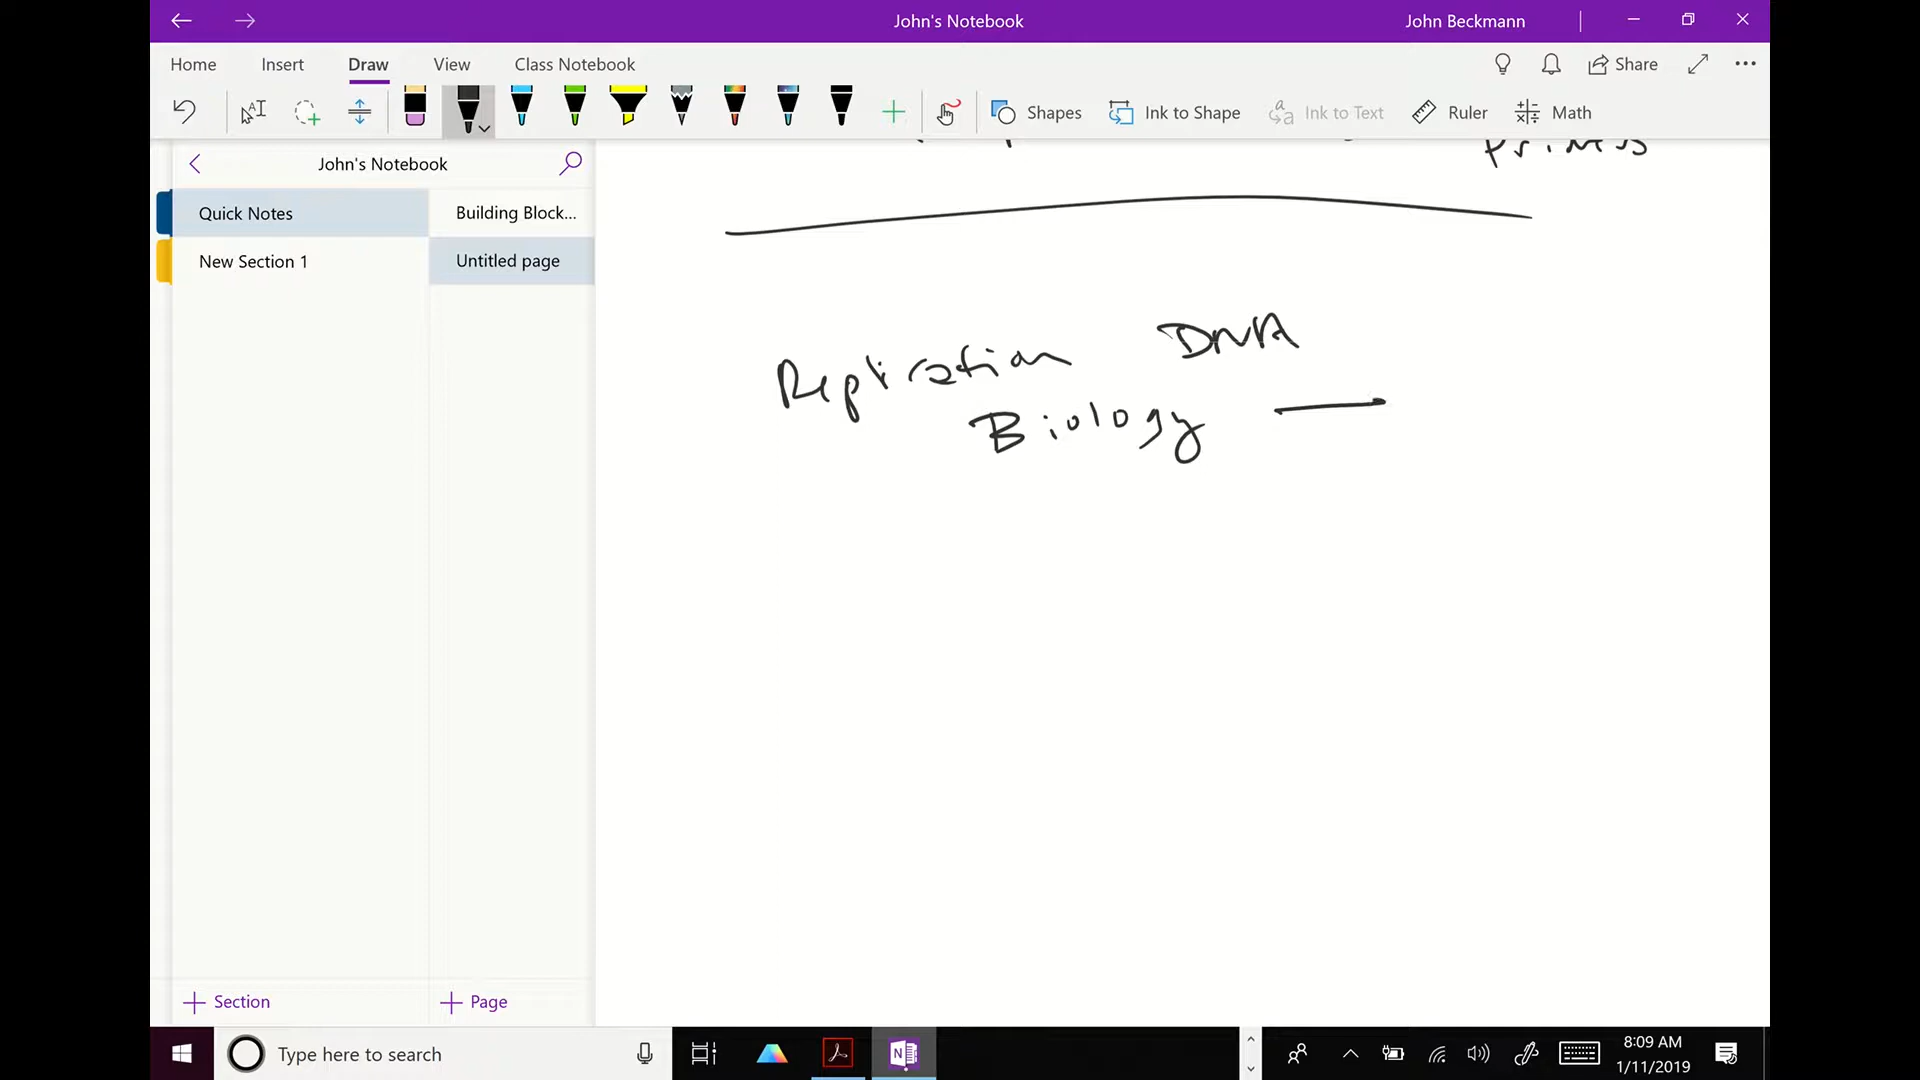 John's Notebook
John Beckmann
Home Insert Draw View Class Notebook
Share
Shapes Ink to Shape Ink to Text Ruler Math
John's Notebook
Quick Notes
New Section 1
Building Block...
Untitled page
Replication DNA
Biology
Section
Page
Type here to search
8:09 AM
1/11/2019